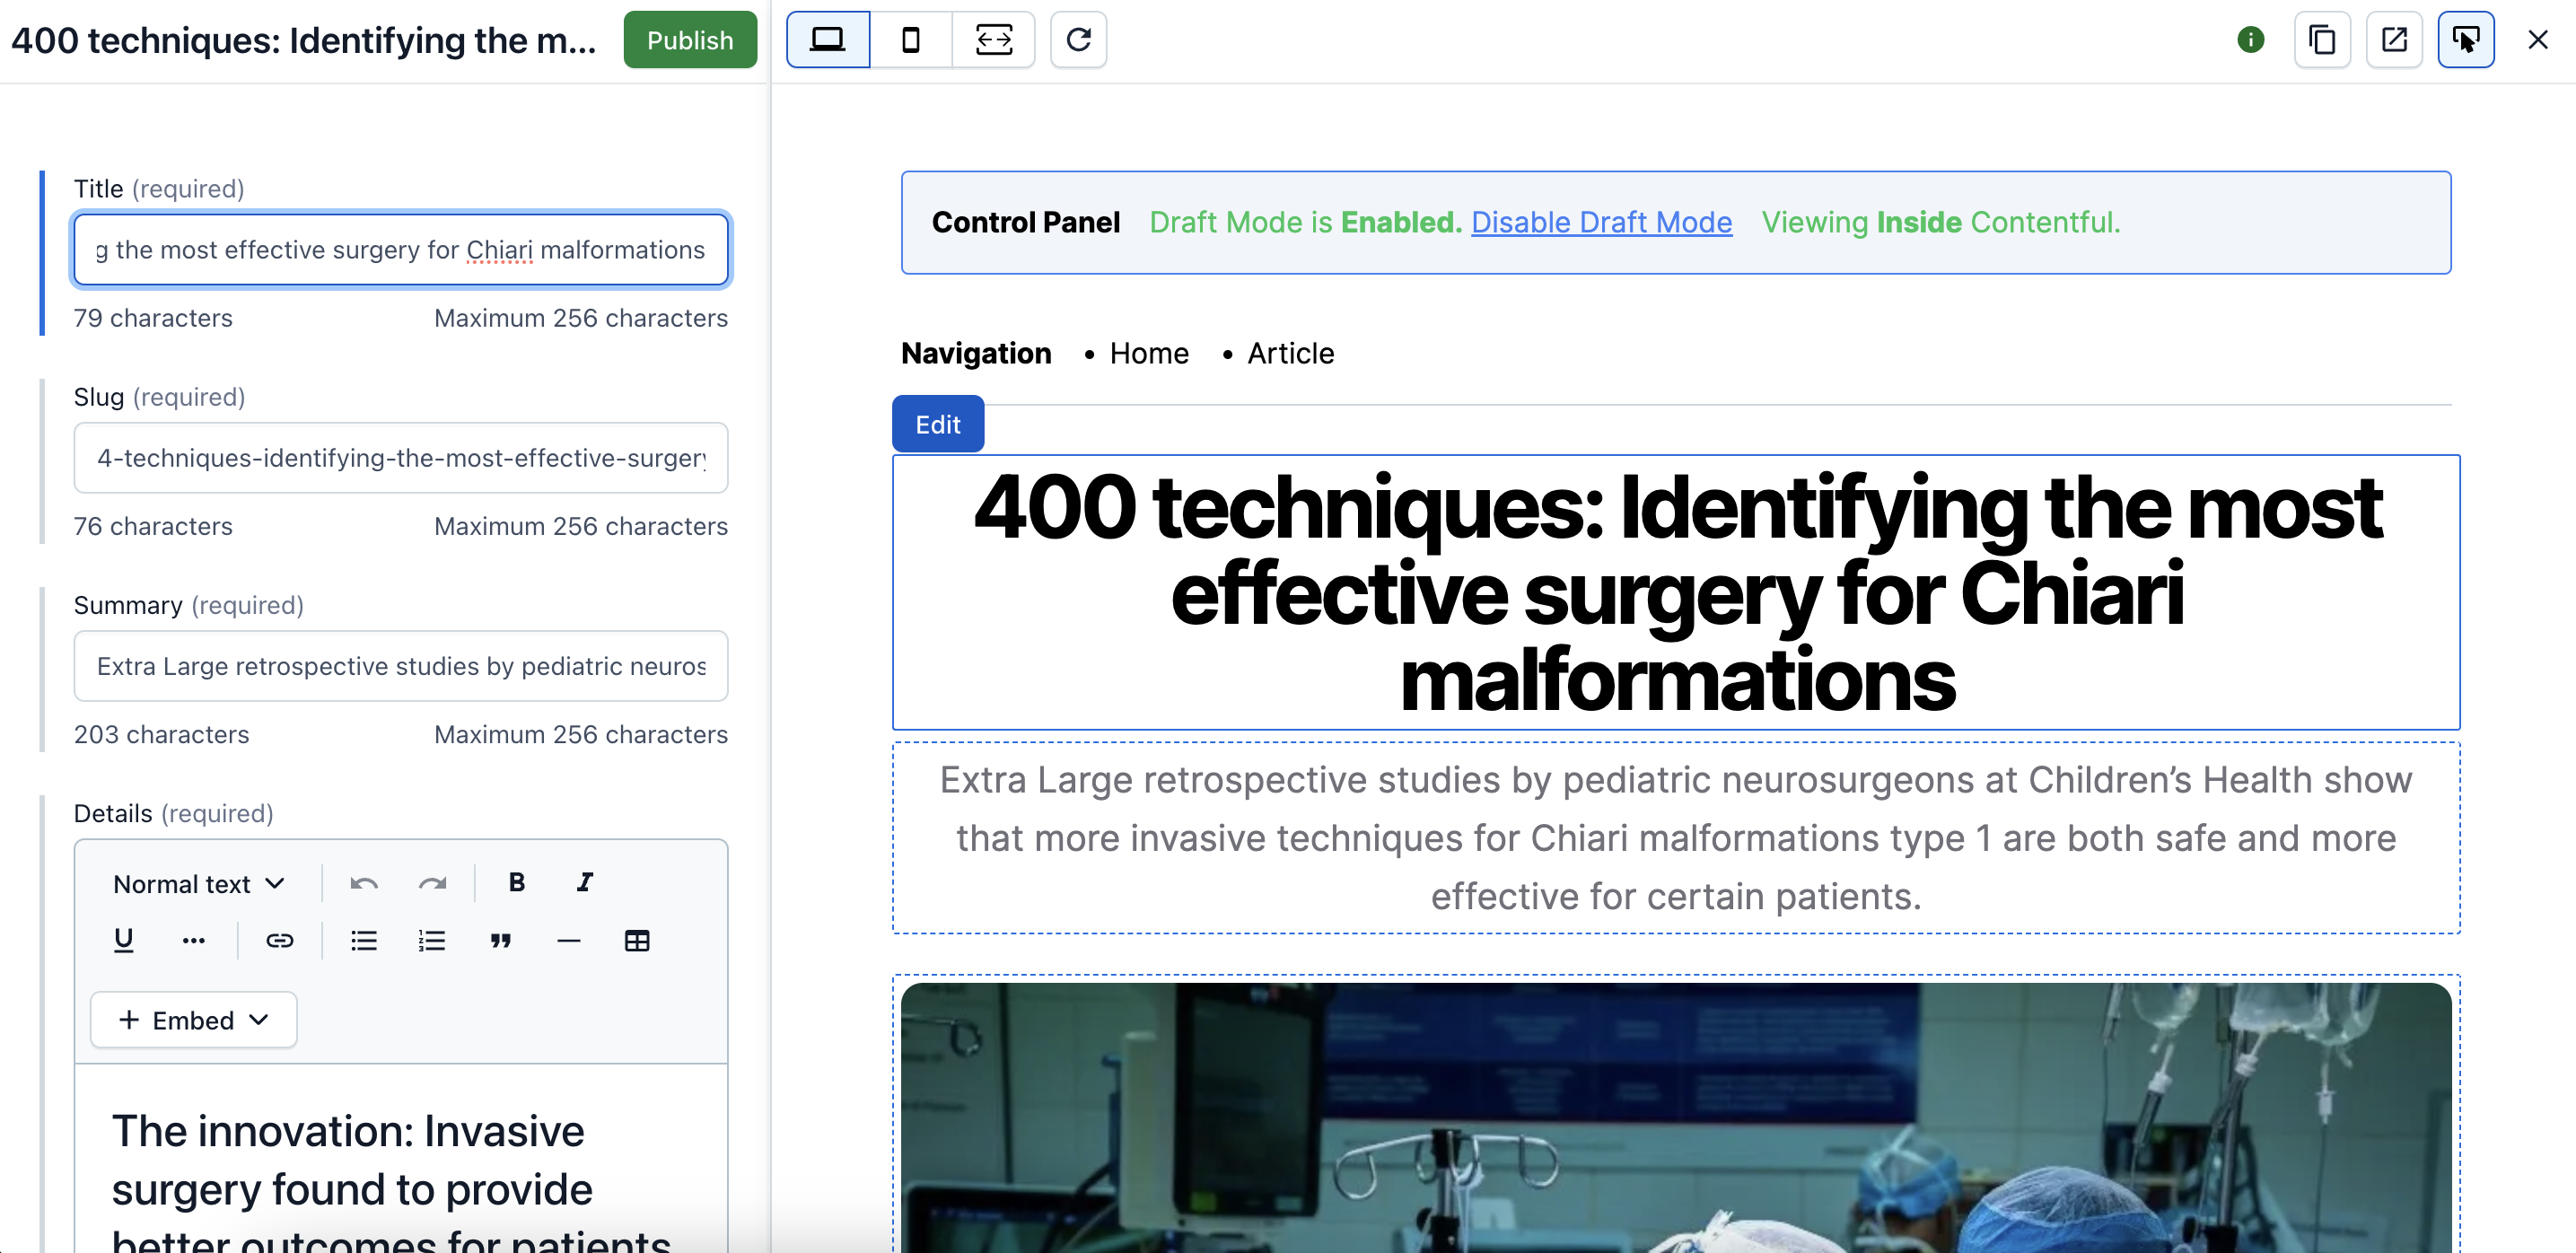 400 techniques: Identifying the m...
Publish
Title (required)
g the most effective surgery for Chiari malformations
79 characters
Maximum 256 characters
Slug (required)
4-techniques-identifying-the-most-effective-surgery
76 characters
Maximum 256 characters
Summary (required)
Extra Large retrospective studies by pediatric neuros
203 characters
Maximum 256 characters
Details (required)
Normal text
B
I
U
Embed
The innovation: Invasive
surgery found to provide
better outcomes for patients
Control Panel
Draft Mode is Enabled. Disable Draft Mode
Viewing Inside Contentful.
Navigation
• Home
• Article
Edit
400 techniques: Identifying the most
effective surgery for Chiari
malformations
Extra Large retrospective studies by pediatric neurosurgeons at Children’s Health show
that more invasive techniques for Chiari malformations type 1 are both safe and more
effective for certain patients.